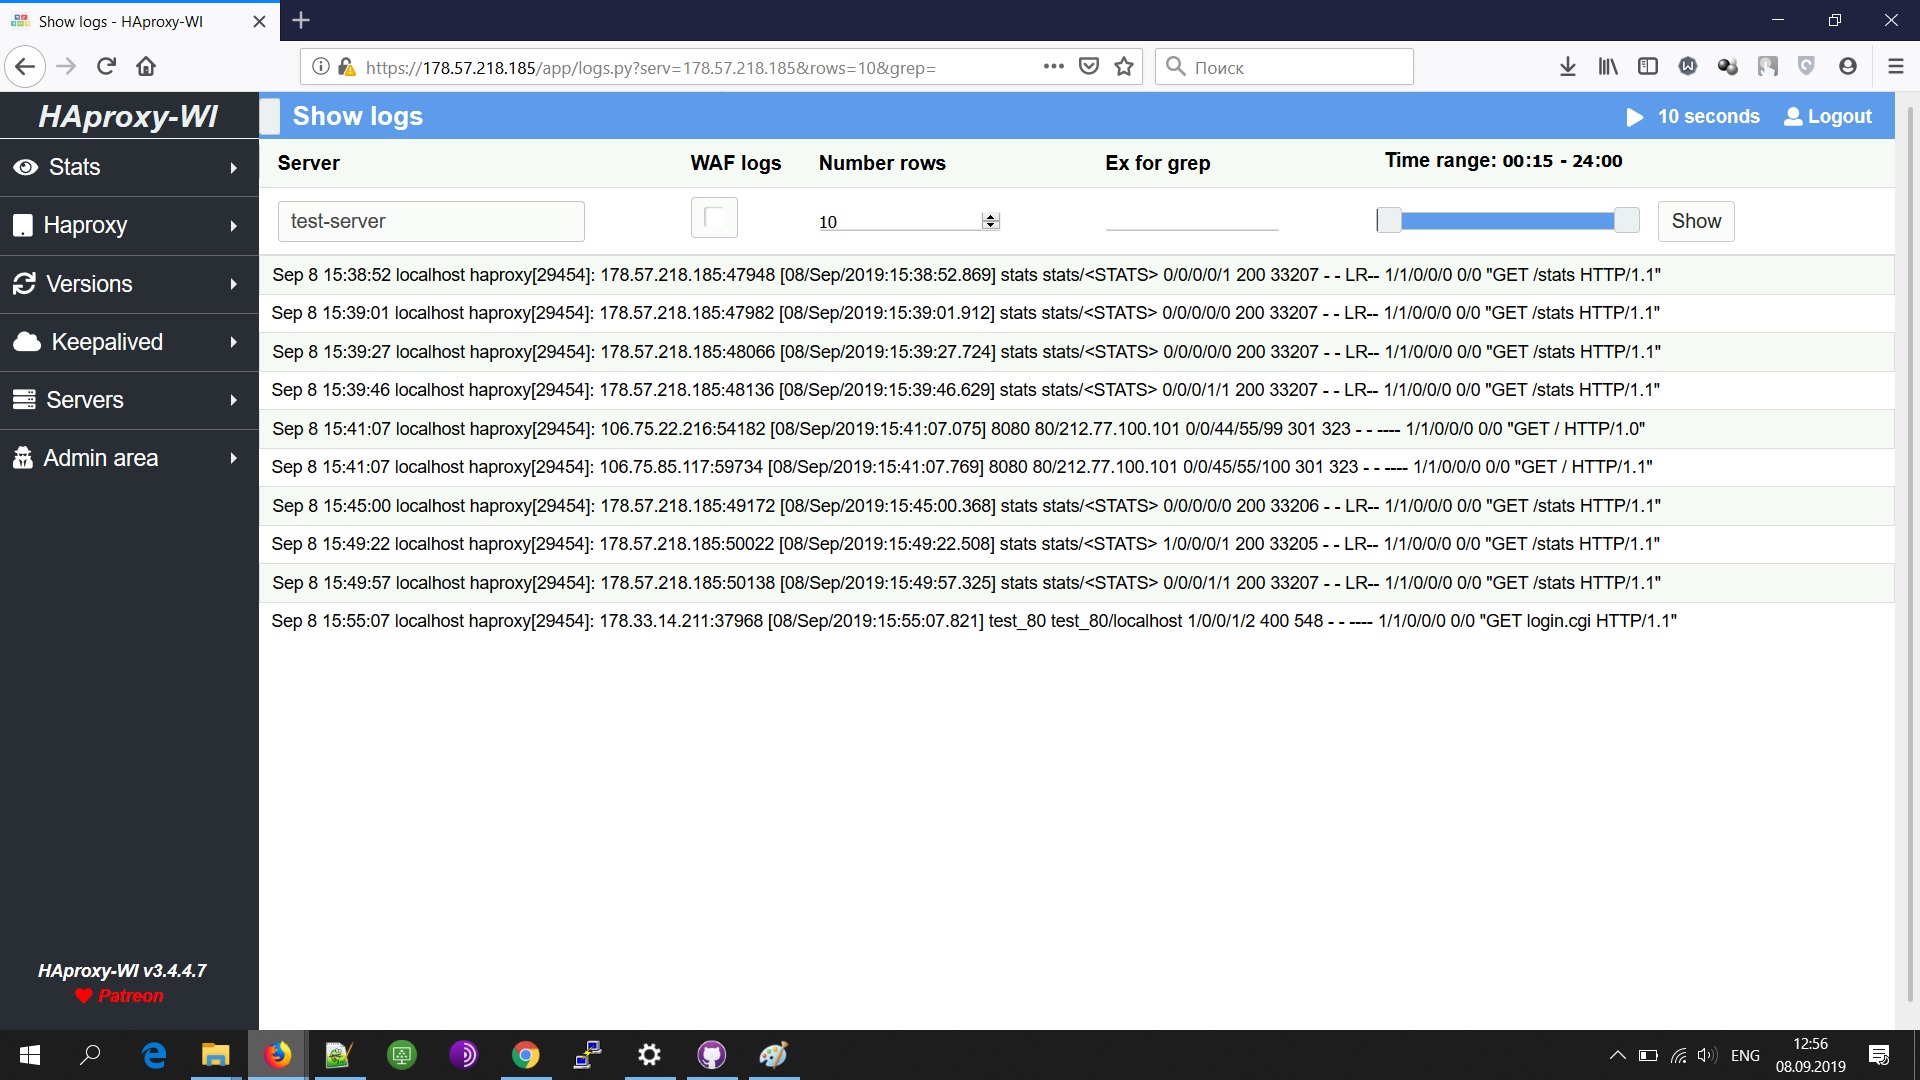 Show logs - HAproxy-WI
https://178.57.218.185/app/logs.py?serv=178.57.218.185&rows=10&grep=
Поиск
HAproxy-WI
Show logs
10 seconds
Logout
Stats
Haproxy
Versions
Keepalived
Servers
Admin area
Server
WAF logs
Number rows
Ex for grep
Time range: 00:15 - 24:00
test-server
10
Show
Sep 8 15:38:52 localhost haproxy[29454]: 178.57.218.185:47948 [08/Sep/2019:15:38:52.869] stats stats/<STATS> 0/0/0/0/1 200 33207 - - LR-- 1/1/0/0/0 0/0 "GET /stats HTTP/1.1"
Sep 8 15:39:01 localhost haproxy[29454]: 178.57.218.185:47982 [08/Sep/2019:15:39:01.912] stats stats/<STATS> 0/0/0/0/0 200 33207 - - LR-- 1/1/0/0/0 0/0 "GET /stats HTTP/1.1"
Sep 8 15:39:27 localhost haproxy[29454]: 178.57.218.185:48066 [08/Sep/2019:15:39:27.724] stats stats/<STATS> 0/0/0/0/0 200 33207 - - LR-- 1/1/0/0/0 0/0 "GET /stats HTTP/1.1"
Sep 8 15:39:46 localhost haproxy[29454]: 178.57.218.185:48136 [08/Sep/2019:15:39:46.629] stats stats/<STATS> 0/0/0/1/1 200 33207 - - LR-- 1/1/0/0/0 0/0 "GET /stats HTTP/1.1"
Sep 8 15:41:07 localhost haproxy[29454]: 106.75.22.216:54182 [08/Sep/2019:15:41:07.075] 8080 80/212.77.100.101 0/0/44/55/99 301 323 - - ---- 1/1/0/0/0 0/0 "GET / HTTP/1.0"
Sep 8 15:41:07 localhost haproxy[29454]: 106.75.85.117:59734 [08/Sep/2019:15:41:07.769] 8080 80/212.77.100.101 0/0/45/55/100 301 323 - - ---- 1/1/0/0/0 0/0 "GET / HTTP/1.1"
Sep 8 15:45:00 localhost haproxy[29454]: 178.57.218.185:49172 [08/Sep/2019:15:45:00.368] stats stats/<STATS> 0/0/0/0/0 200 33206 - - LR-- 1/1/0/0/0 0/0 "GET /stats HTTP/1.1"
Sep 8 15:49:22 localhost haproxy[29454]: 178.57.218.185:50022 [08/Sep/2019:15:49:22.508] stats stats/<STATS> 1/0/0/0/1 200 33205 - - LR-- 1/1/0/0/0 0/0 "GET /stats HTTP/1.1"
Sep 8 15:49:57 localhost haproxy[29454]: 178.57.218.185:50138 [08/Sep/2019:15:49:57.325] stats stats/<STATS> 0/0/0/1/1 200 33207 - - LR-- 1/1/0/0/0 0/0 "GET /stats HTTP/1.1"
Sep 8 15:55:07 localhost haproxy[29454]: 178.33.14.211:37968 [08/Sep/2019:15:55:07.821] test_80 test_80/localhost 1/0/0/1/2 400 548 - - ---- 1/1/0/0/0 0/0 "GET login.cgi HTTP/1.1"
HAproxy-WI v3.4.4.7
Patreon
ENG
12:56
08.09.2019